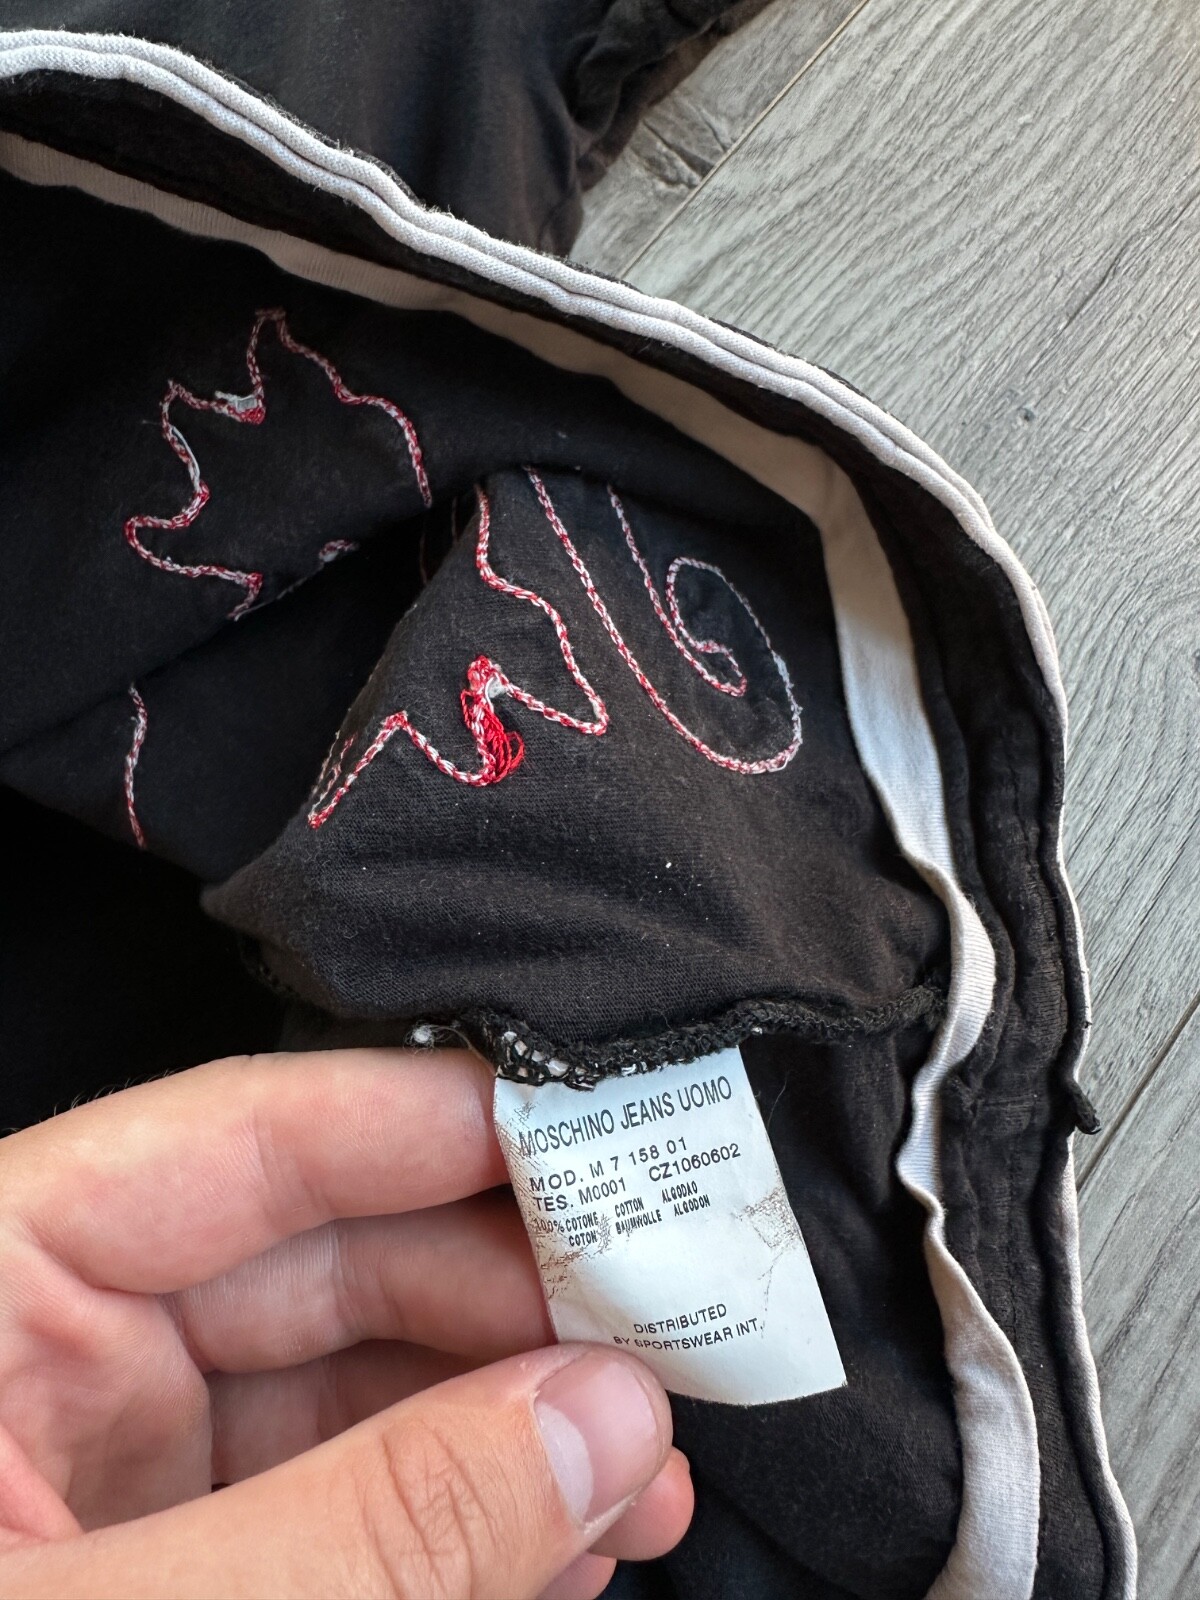 MOSCHINO JEANS UOMO
MOD. M 7 158 01
TES. M0001 CZ1060602
100% COTONE COTTON ALGODAO
COTON BAUMWOLLE ALGODON
DISTRIBUTED
BY SPORTSWEAR INT.